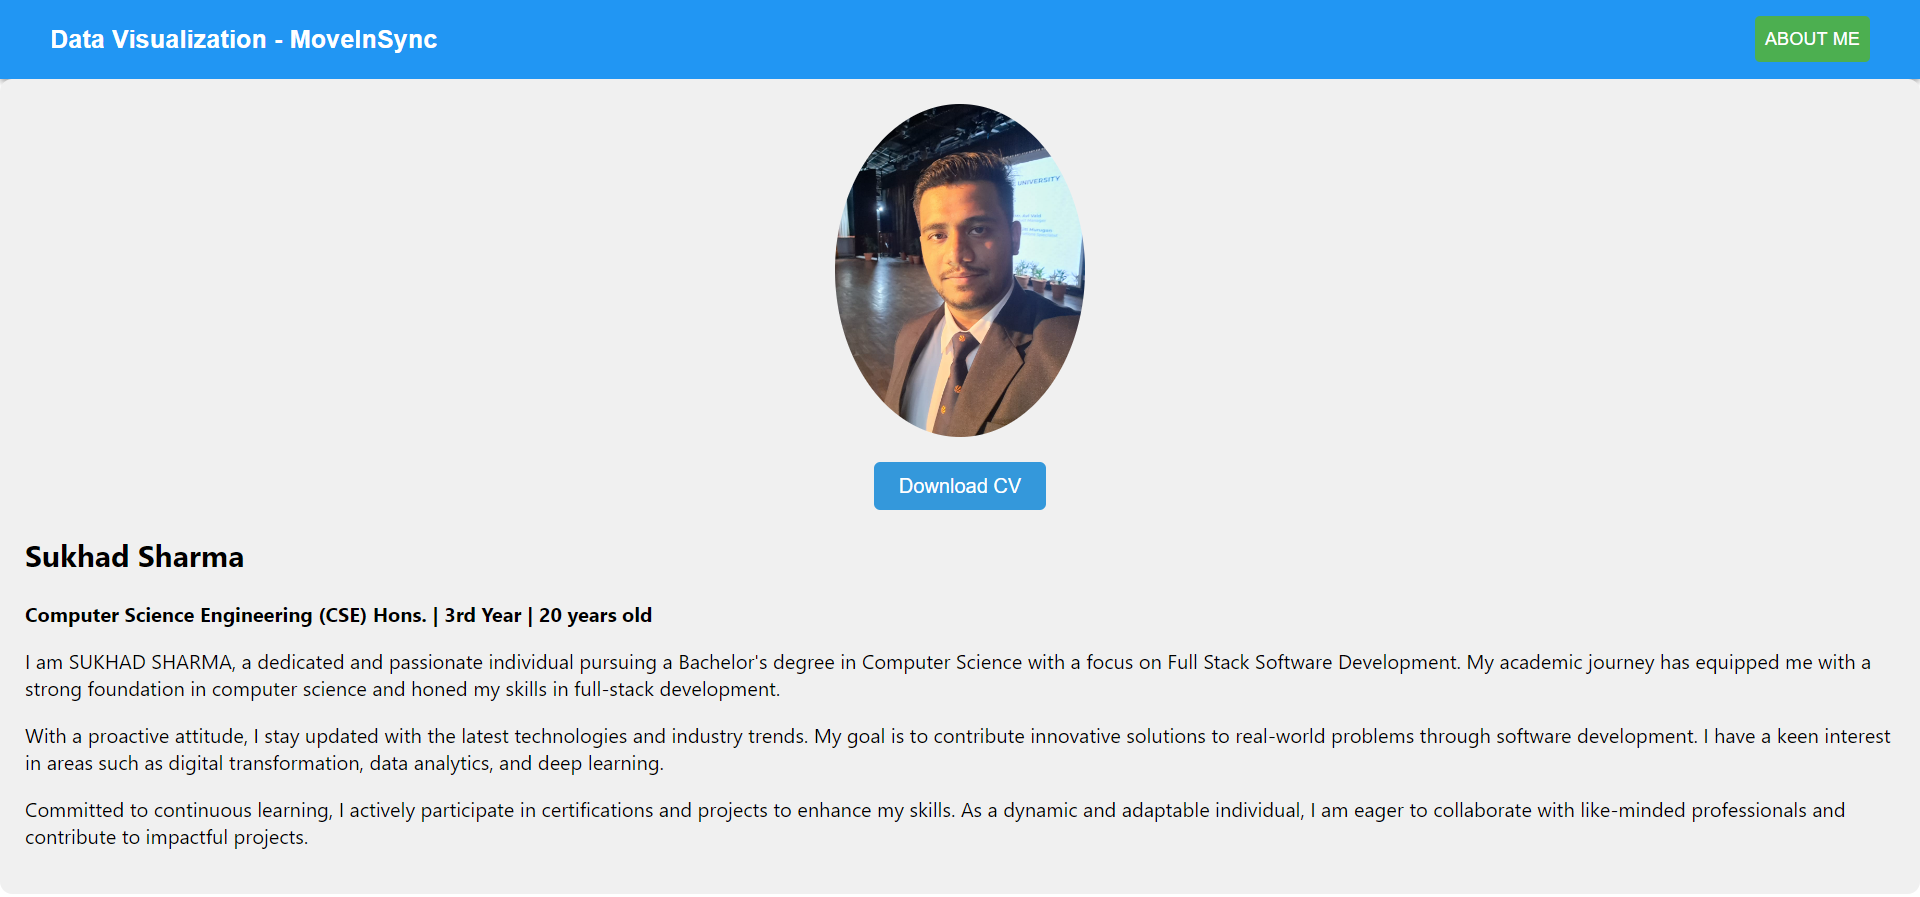 Data Visualization - MoveInSync
ABOUT ME
UNIVERSITY
Download CV
Sukhad Sharma
Computer Science Engineering (CSE) Hons. | 3rd Year | 20 years old
I am SUKHAD SHARMA, a dedicated and passionate individual pursuing a Bachelor's degree in Computer Science with a focus on Full Stack Software Development. My academic journey has equipped me with a
strong foundation in computer science and honed my skills in full-stack development.
With a proactive attitude, I stay updated with the latest technologies and industry trends. My goal is to contribute innovative solutions to real-world problems through software development. I have a keen interest
in areas such as digital transformation, data analytics, and deep learning.
Committed to continuous learning, I actively participate in certifications and projects to enhance my skills. As a dynamic and adaptable individual, I am eager to collaborate with like-minded professionals and
contribute to impactful projects.